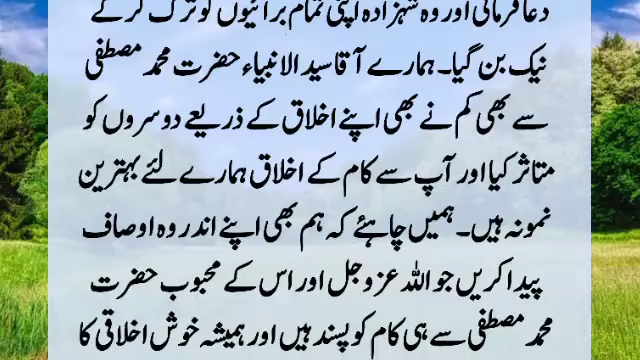 دعا فرمائی اور وہ شہزادہ اپنی تمام برائیوں کو ترک کر کے
نیک بن گیا۔ ہمارے آقا سید الانبیاء حضرت محمد مصطفی
سے بھی کم نے بھی اپنے اخلاق کے ذریعے دوسروں کو
متاثر کیا اور آپ سے کام کے اخلاق ہمارے لئے بہترین
نمونہ ہیں۔ ہمیں چاہئے کہ ہم بھی اپنے اندر وہ اوصاف
پیدا کریں جو اللہ عزوجل اور اس کے محبوب حضرت
محمد مصطفی سے ہی کام کو پسند ہیں اور ہمیشہ خوش اخلاقی کا